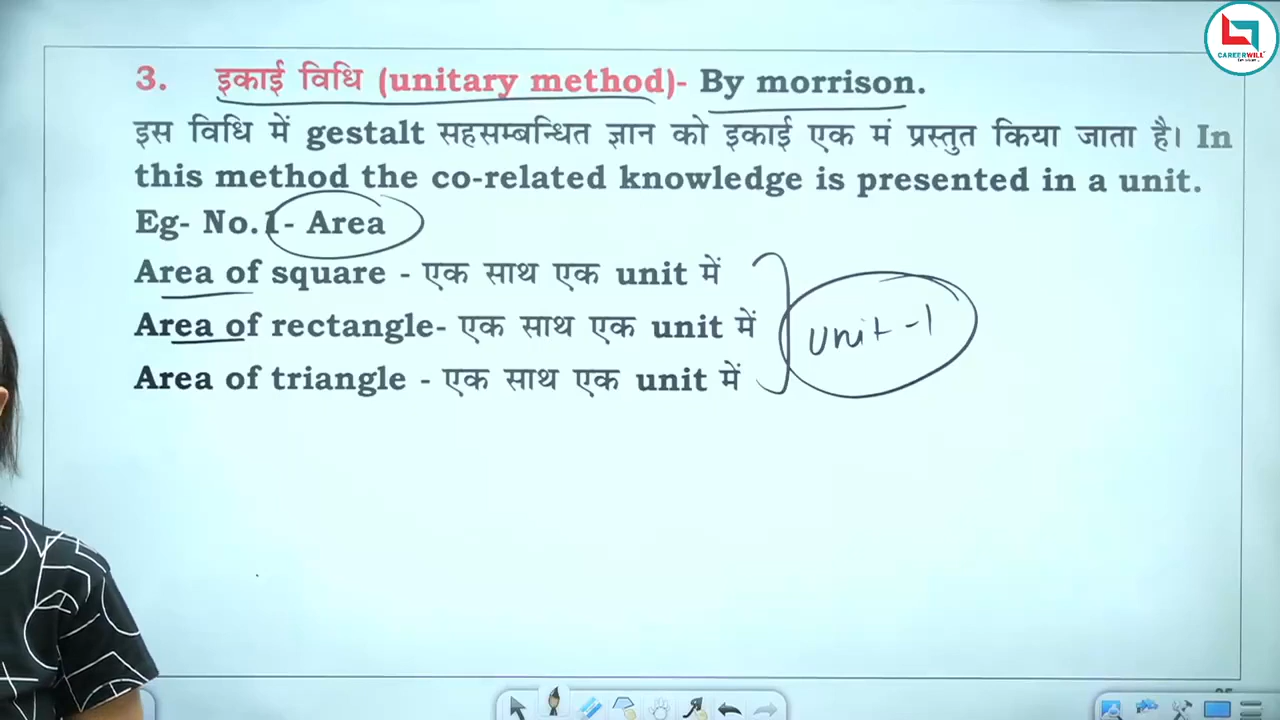 CAREERWILL
3. इकाई विधि (unitary method)- By morrison.
इस विधि में gestalt सहसम्बन्धित ज्ञान को इकाई एक मं प्रस्तुत किया जाता है। In
this method the co-related knowledge is presented in a unit.
Eg- No.1- Area
Area of square - एक साथ एक unit में
Area of rectangle- एक साथ एक unit में
Area of triangle - एक साथ एक unit में
unit -1